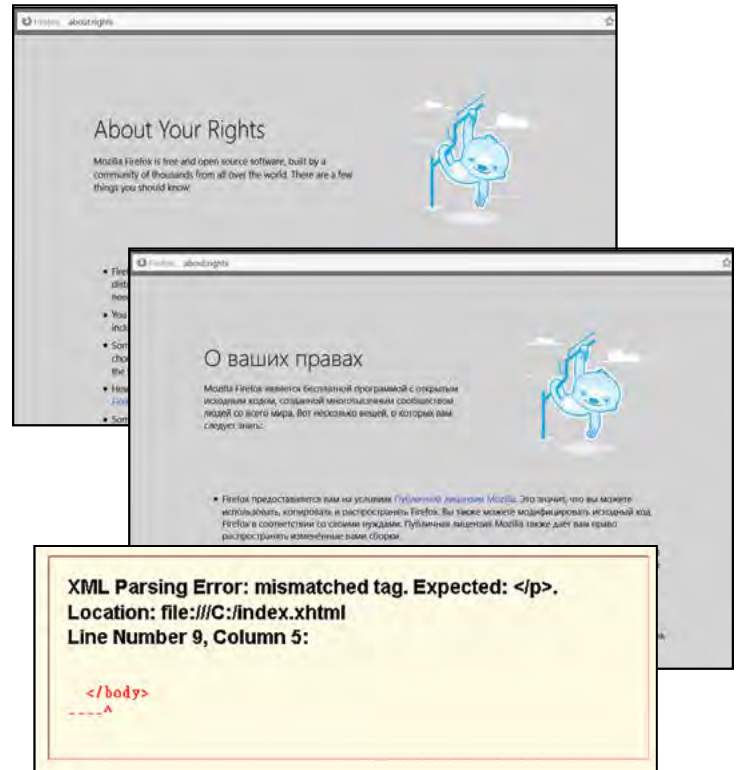 Firefox about:rights
About Your Rights
Mozilla Firefox is free and open source software, built by a
community of thousands from all over the world. There are a few
things you should know:
Firefox about:rights
О ваших правах
Mozilla Firefox является бесплатной программой с открытым
исходным кодом, созданной многотысячным сообществом
людей со всего мира. Вот несколько вещей, о которых вам
следует знать:
• Firefox предоставляется вам на условиях Публичной лицензии Mozilla. Это значит, что вы можете
использовать, копировать и распространять Firefox. Вы также можете модифицировать исходный код
Firefox в соответствии со своими нуждами. Публичная лицензия Mozilla также даёт вам право
распространять изменённые вами сборки.
• You
• How
XML Parsing Error: mismatched tag. Expected: </p>.
Location: file:///C:/index.xhtml
Line Number 9, Column 5:
</body>
----^